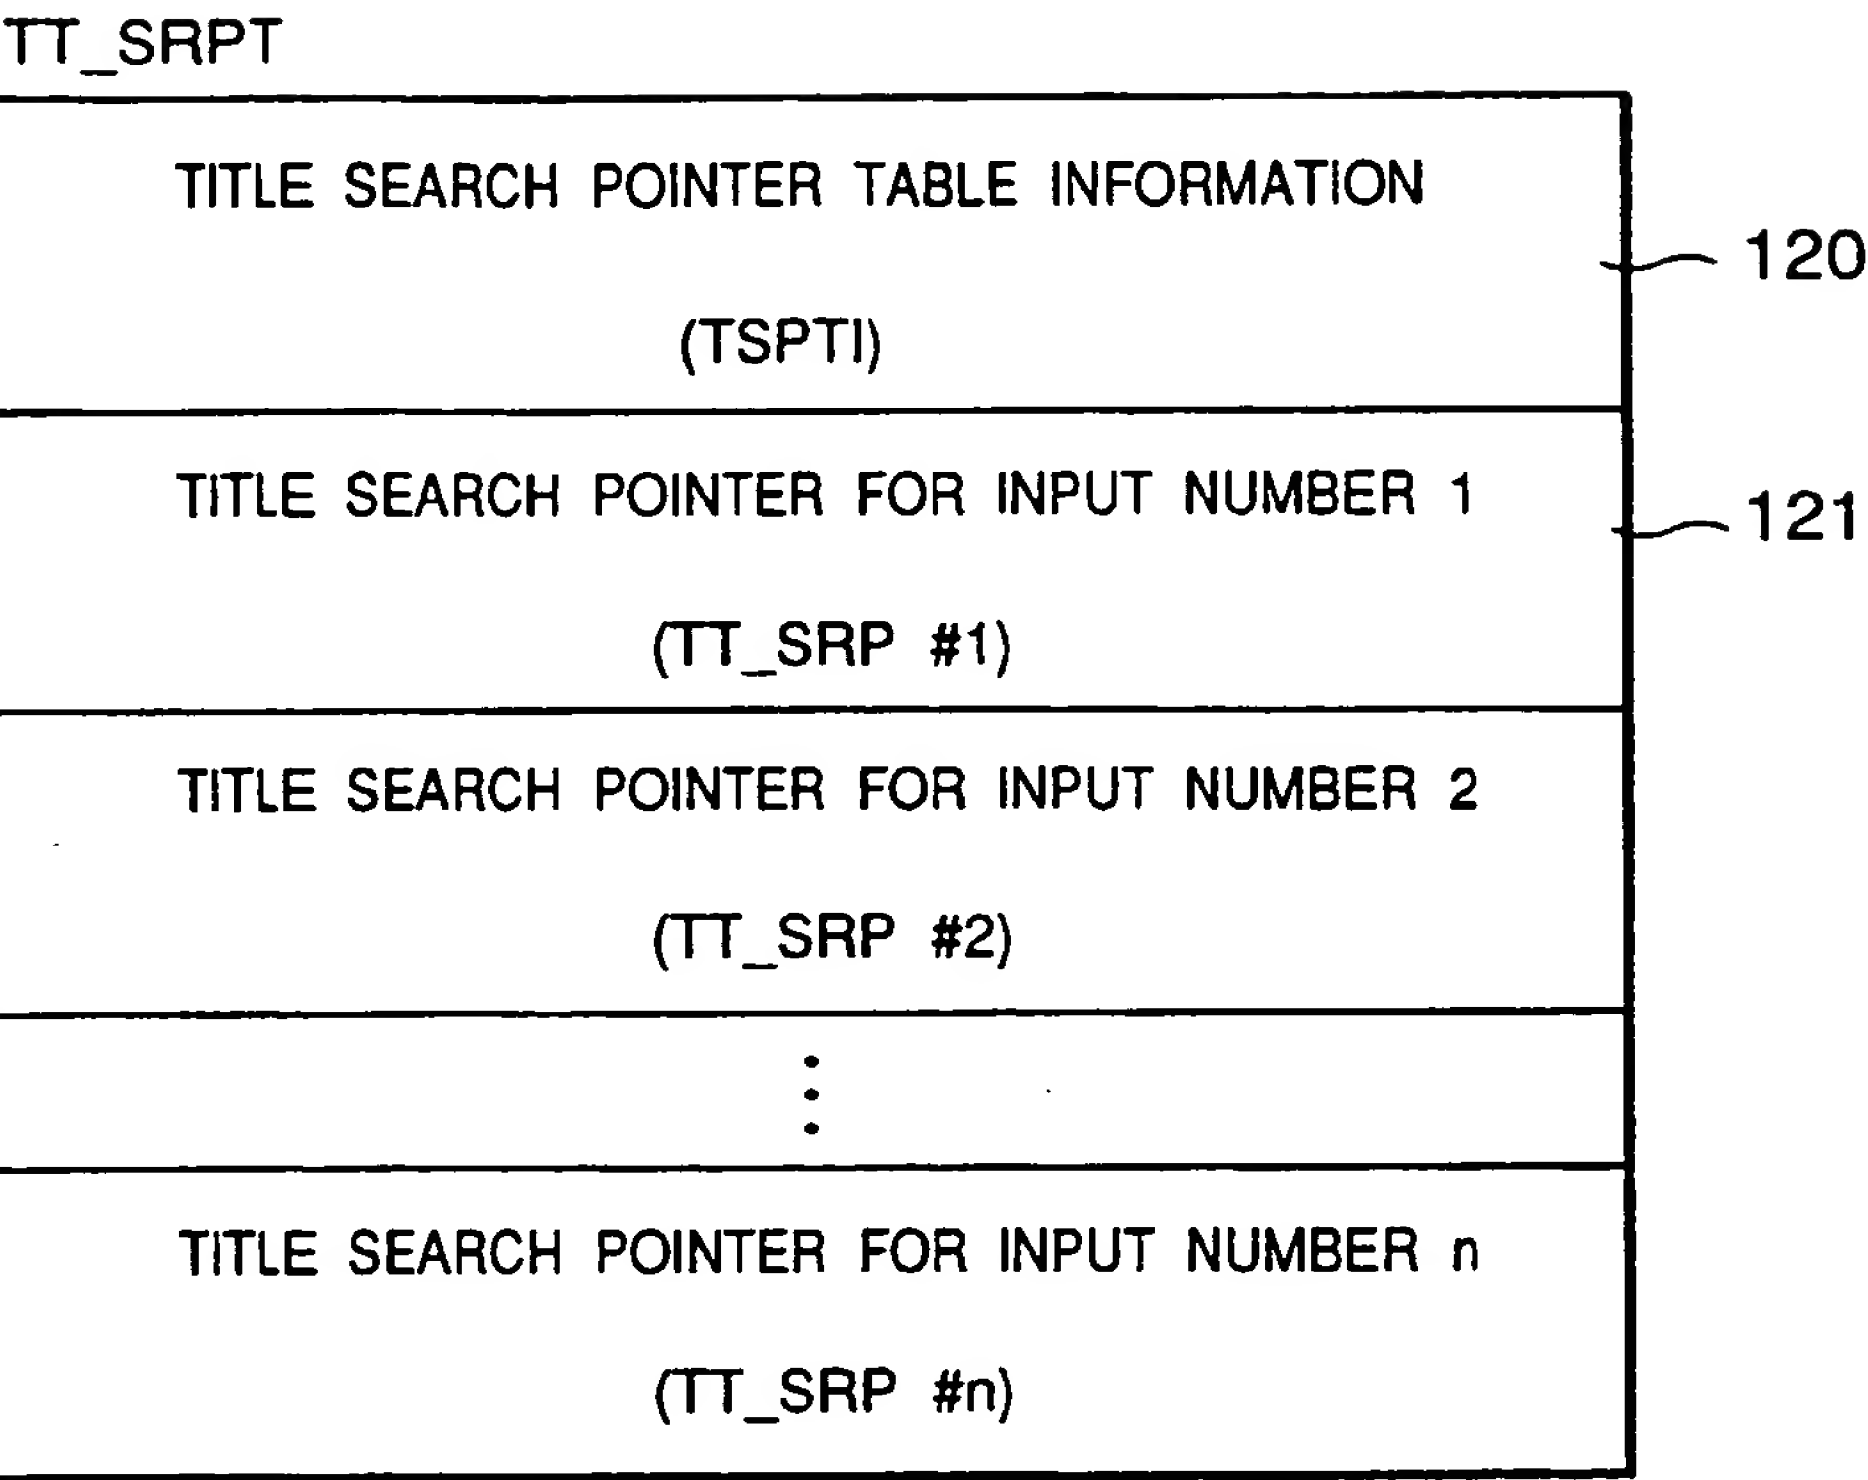 TT_SRPT
TITLE SEARCH POINTER TABLE INFORMATION
120
(TSPTI)
TITLE SEARCH POINTER FOR INPUT NUMBER 1
121
(TT_SRP #1)
TITLE SEARCH POINTER FOR INPUT NUMBER 2
(TT_SRP #2)
TITLE SEARCH POINTER FOR INPUT NUMBER n
(TT_SRP #n)